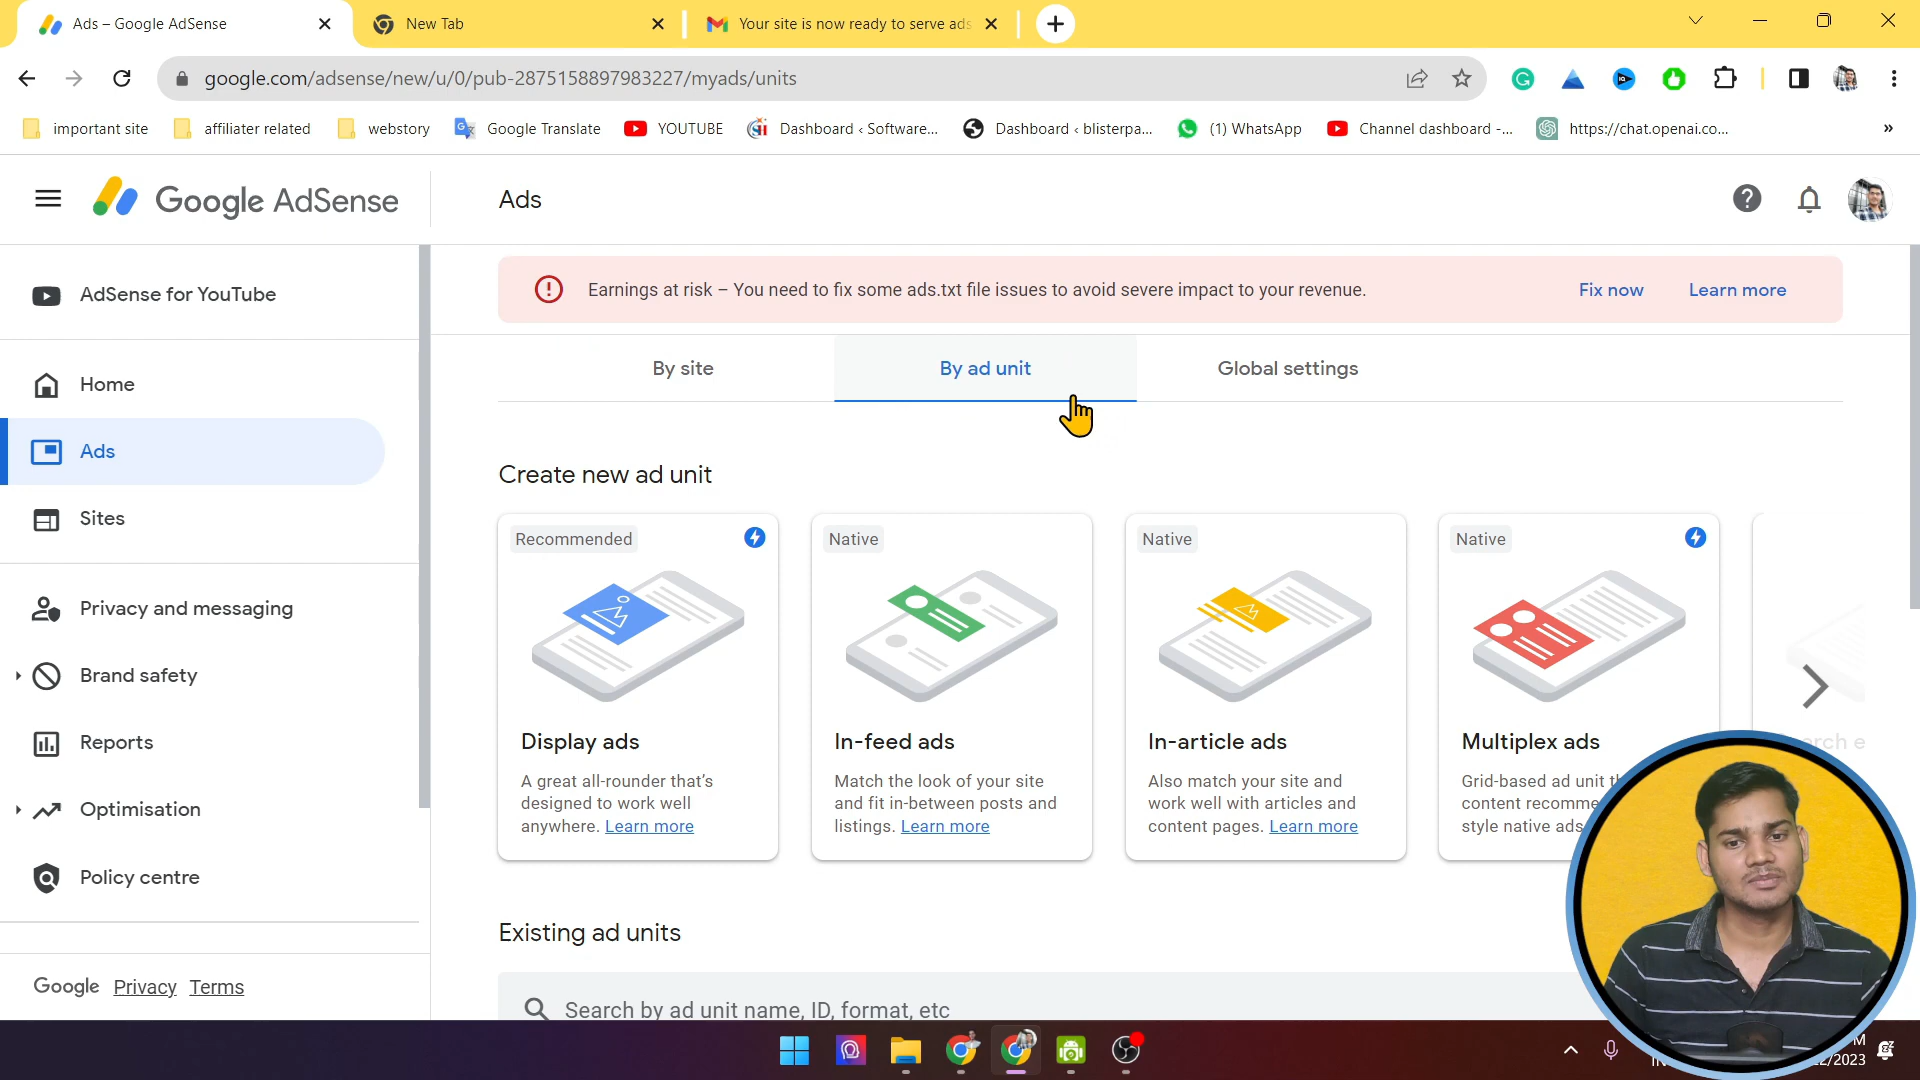 Ads – Google AdSense
New Tab
Your site is now ready to serve ads
google.com/adsense/new/u/0/pub-2875158897983227/myads/units
important site
affiliater related
webstory
Google Translate
YOUTUBE
Dashboard ‹ Software...
Dashboard ‹ blisterpa...
(1) WhatsApp
Channel dashboard -...
https://chat.openai.co...
»
Google AdSense
Ads
AdSense for YouTube
Home
Ads
Sites
Privacy and messaging
Brand safety
Reports
Optimisation
Policy centre
Google Privacy Terms
Earnings at risk – You need to fix some ads.txt file issues to avoid severe impact to your revenue.
Fix now
Learn more
By site
By ad unit
Global settings
Create new ad unit
Recommended
Display ads
A great all-rounder that's
designed to work well
anywhere. Learn more
Native
In-feed ads
Match the look of your site
and fit in-between posts and
listings. Learn more
Native
In-article ads
Also match your site and
work well with articles and
content pages. Learn more
Native
Multiplex ads
Grid-based ad unit
content
style native ads
Existing ad units
Search by ad unit name, ID, format, etc